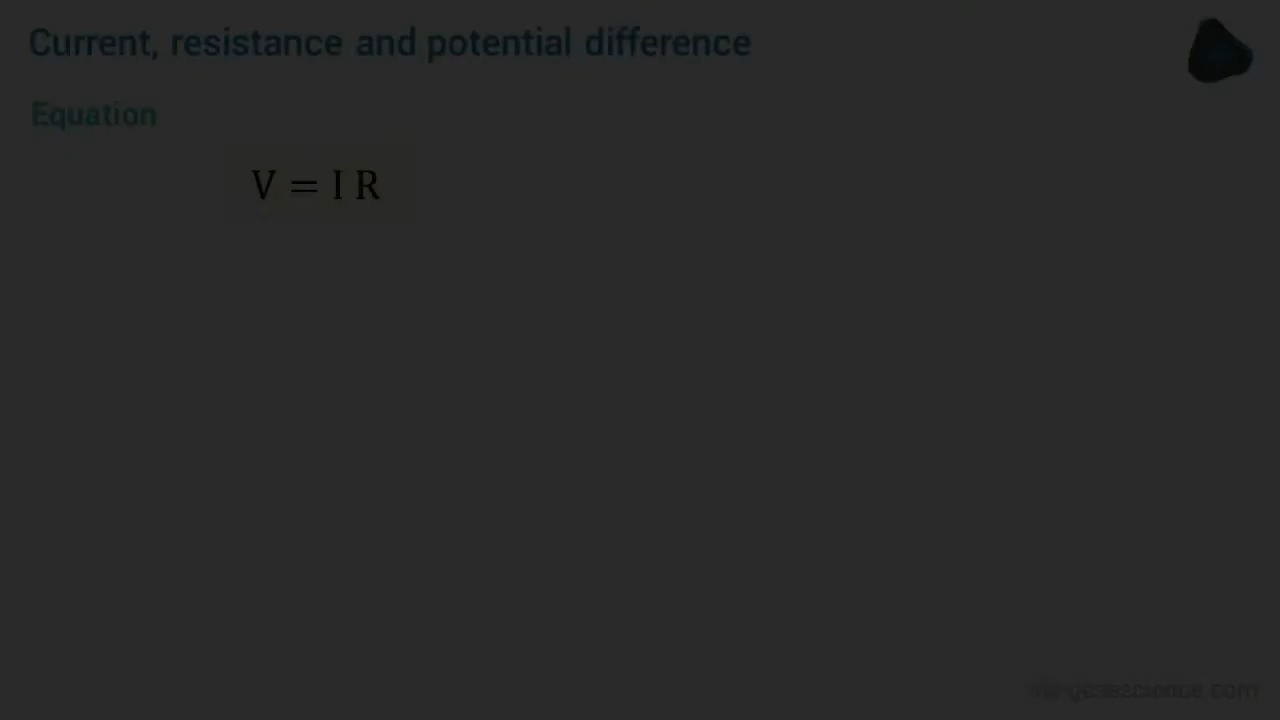 Current, resistance and potential difference
Equation
V = I R